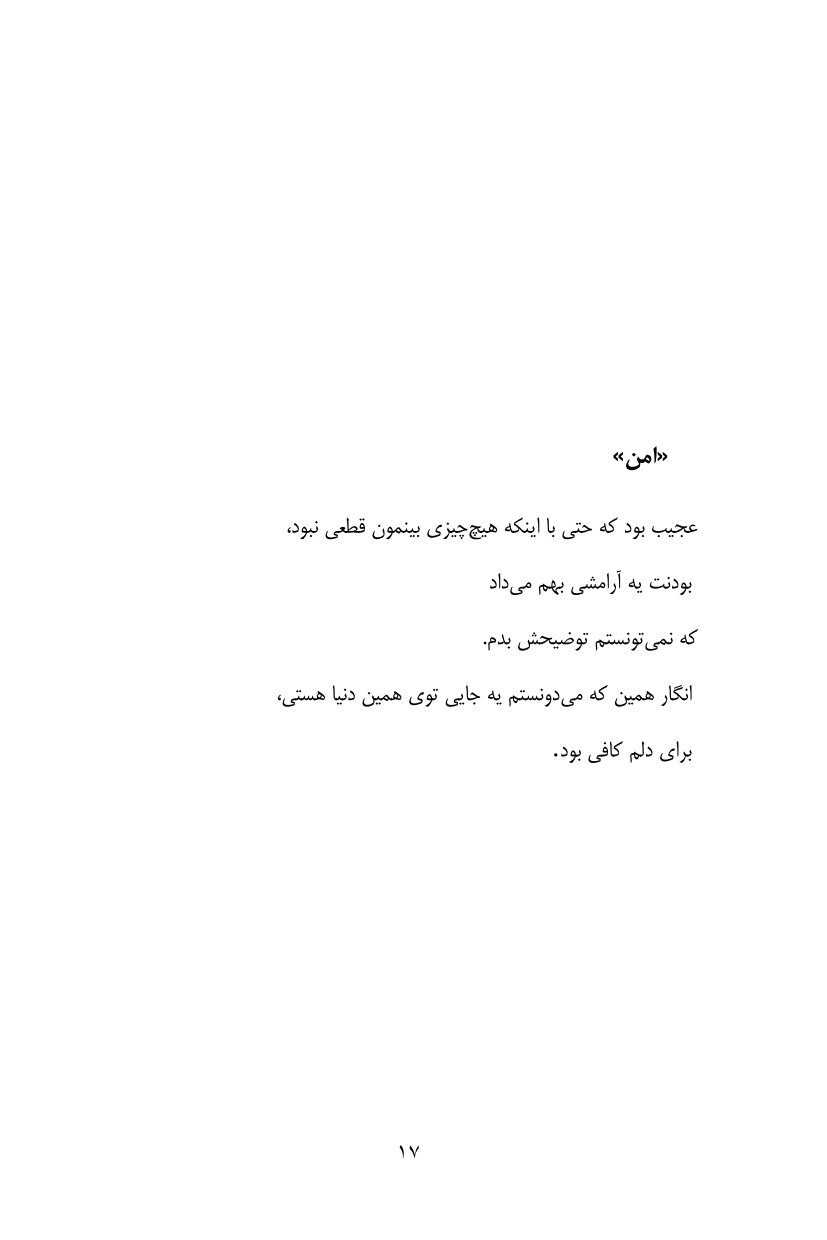 «امن»
عجیب بود که حتی با اینکه هیچ‌چیزی بینمون قطعی نبود،
بودنت یه آرامشی بهم می‌داد
که نمی‌تونستم توضیحش بدم.
انگار همین که می‌دونستم یه جایی توی همین دنیا هستی،
برای دلم کافی بود.
۱۷